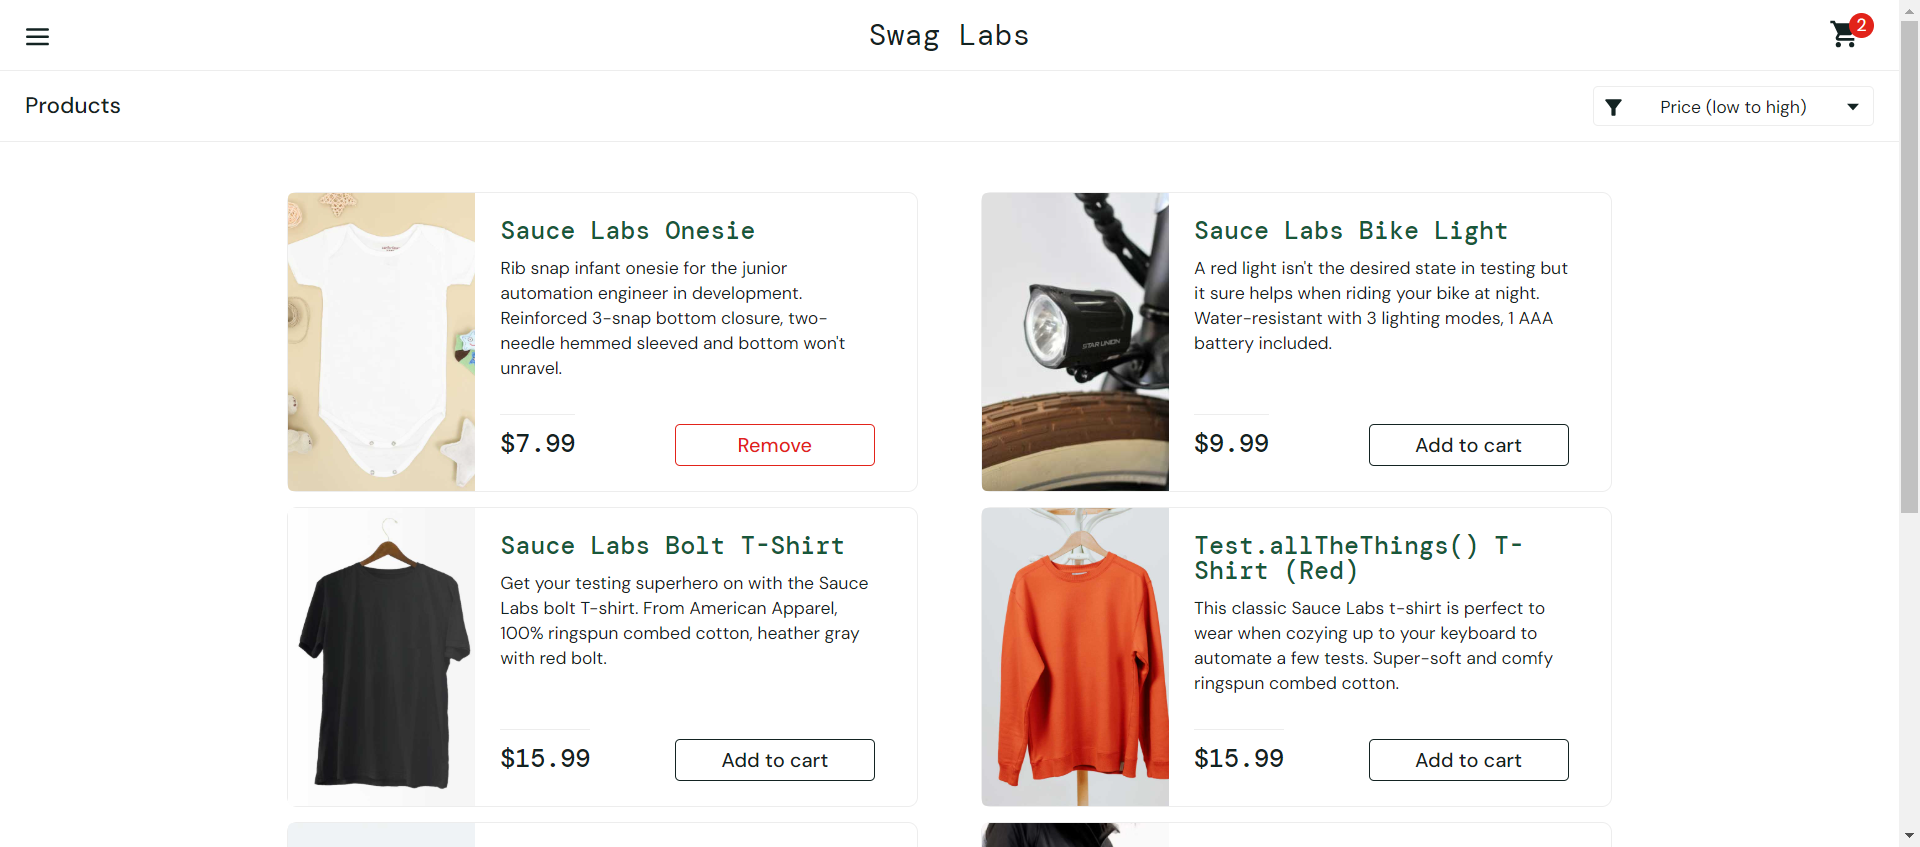 Swag Labs
2
Products
Price (low to high)
Sauce Labs Onesie
Rib snap infant onesie for the junior
automation engineer in development.
Reinforced 3-snap bottom closure, two-
needle hemmed sleeved and bottom won't
unravel.
$7.99
Remove
Sauce Labs Bike Light
A red light isn't the desired state in testing but
it sure helps when riding your bike at night.
Water-resistant with 3 lighting modes, 1 AAA
battery included.
$9.99
Add to cart
STAR UNION
Sauce Labs Bolt T-Shirt
Get your testing superhero on with the Sauce
Labs bolt T-shirt. From American Apparel,
100% ringspun combed cotton, heather gray
with red bolt.
$15.99
Add to cart
Test.allTheThings() T-
Shirt (Red)
This classic Sauce Labs t-shirt is perfect to
wear when cozying up to your keyboard to
automate a few tests. Super-soft and comfy
ringspun combed cotton.
$15.99
Add to cart